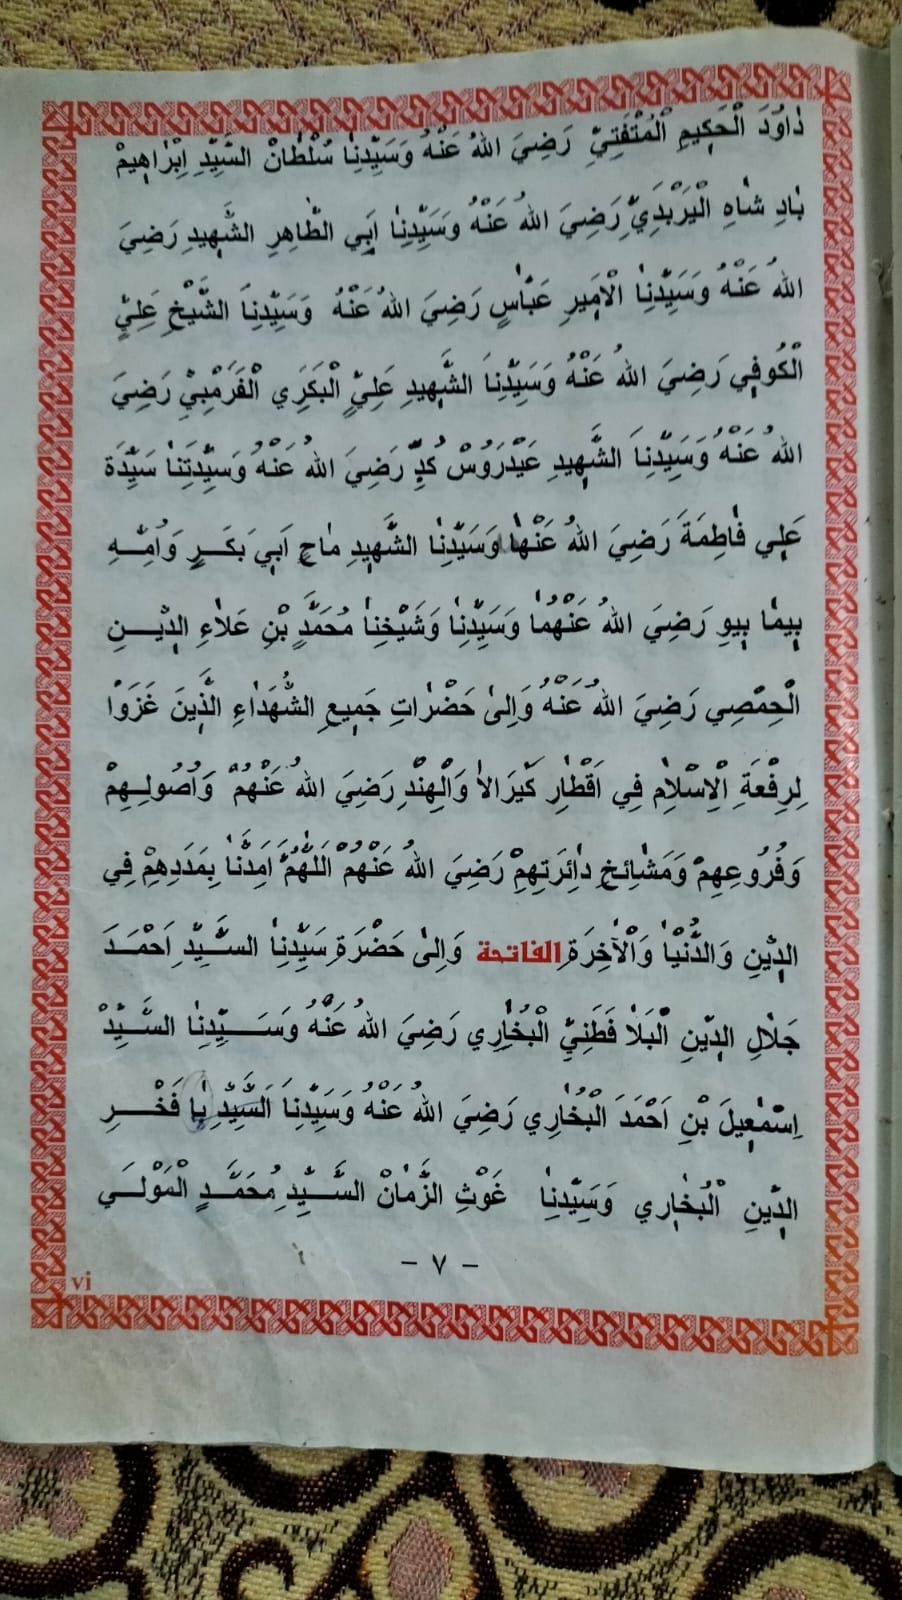 دَاوُدَ الْحَكِيمِ الْمُتْفَتِيِّ رَضِيَ اللهُ عَنْهُ وَسَيِّدِنَا سُلْطَانْ السَّيِّدِ اِبْرَاهِيمْ
بَادِ شَاهِ الْيَرْبَدِيِّ رَضِيَ اللهُ عَنْهُ وَسَيِّدِنَا اَبِي الطَّاهِرِ الشَّهِيدِ رَضِيَ
اللهُ عَنْهُ وَسَيِّدِنَا الْاَمِيرِ عَبَّاسٍ رَضِيَ اللهُ عَنْهُ وَسَيِّدِنَا الشَّيْخِ عَلِيِّ
الْكُوفِي رَضِيَ اللهُ عَنْهُ وَسَيِّدِنَا الشَّهِيدِ عَلِيٍّ الْبَكَرِي الْفَرَمْبِيِّ رَضِيَ
اللهُ عَنْهُ وَسَيِّدِنَا الشَّهِيدِ عَيْدَرُوسْ كُدِّ رَضِيَ اللهُ عَنْهُ وَسَيِّدَتِنَا سَيِّدَةِ
عَلِي فَاطِمَةَ رَضِيَ اللهُ عَنْهَا وَسَيِّدِنَا الشَّهِيدِ مَاحِ اَبِي بَكَرٍ وَاُمِّهِ
بِيمَا بِيوِ رَضِيَ اللهُ عَنْهُمَا وَسَيِّدِنَا وَشَيْخِنَا مُحَمَّدٍ بْنِ عَلَاءِ الدِّيْنِ
الْحِمْصِي رَضِيَ اللهُ عَنْهُ وَاِلَى حَضْرَاتِ جَمِيعِ الشُّهَدَاءِ الَّذِينَ غَزَوْا
لِرِفْعَةِ الْاِسْلَامِ فِي اَقْطَارِ كَيْرَالَا وَالْهِنْدِ رَضِيَ اللهُ عَنْهُمْ وَاُصُولِهِمْ
وَفُرُوعِهِمْ وَمَشَائِخِ دَائِرَتِهِمْ رَضِيَ اللهُ عَنْهُمْ اَللّٰهُمَّ اَمِدَّنَا بِمَدَدِهِمْ فِي
الدِّينِ وَالدُّنْيَا وَالْآخِرَةِ الفاتحة وَاِلَى حَضْرَةِ سَيِّدِنَا السَّيِّدِ اَحْمَدَ
جَلَالِ الدِّينِ الْبَلَا فَطَنِيِّ الْبُخَارِي رَضِيَ اللهُ عَنْهُ وَسَيِّدِنَا السَّيِّدْ
اِسْمَعِيلَ بْنِ اَحْمَدَ الْبُخَارِي رَضِيَ اللهُ عَنْهُ وَسَيِّدِنَا السَّيِّدِ بَا فَخْرِ
الدِّينِ الْبُخَارِي وَسَيِّدِنَا غَوْثِ الزَّمَانْ السَّيِّدِ مُحَمَّدٍ الْمَوْلَى
- ٧ -
vi